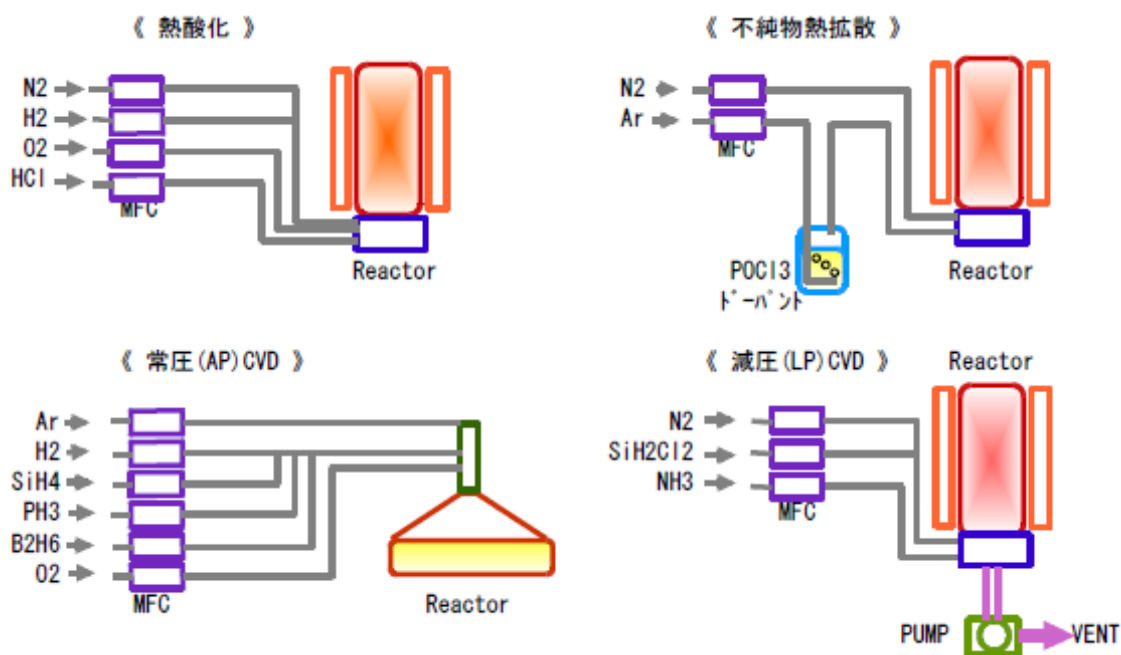 《 熱酸化 》
N2
H2
O2
HCl
MFC
Reactor
《 不純物熱拡散 》
N2
Ar
MFC
POCl3
ドーパント
Reactor
《 常圧(AP)CVD 》
Ar
H2
SiH4
PH3
B2H6
O2
MFC
Reactor
《 減圧(LP)CVD 》
Reactor
N2
SiH2Cl2
NH3
MFC
PUMP
VENT